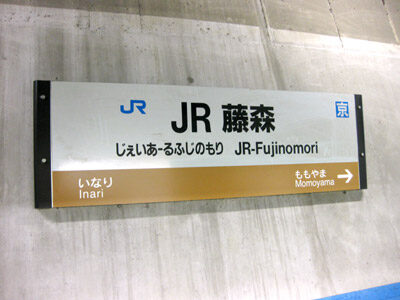 JR JR 藤森 京
じぇいあーるふじのもり JR-Fujinomori
いなり ももやま →
Inari Momoyama